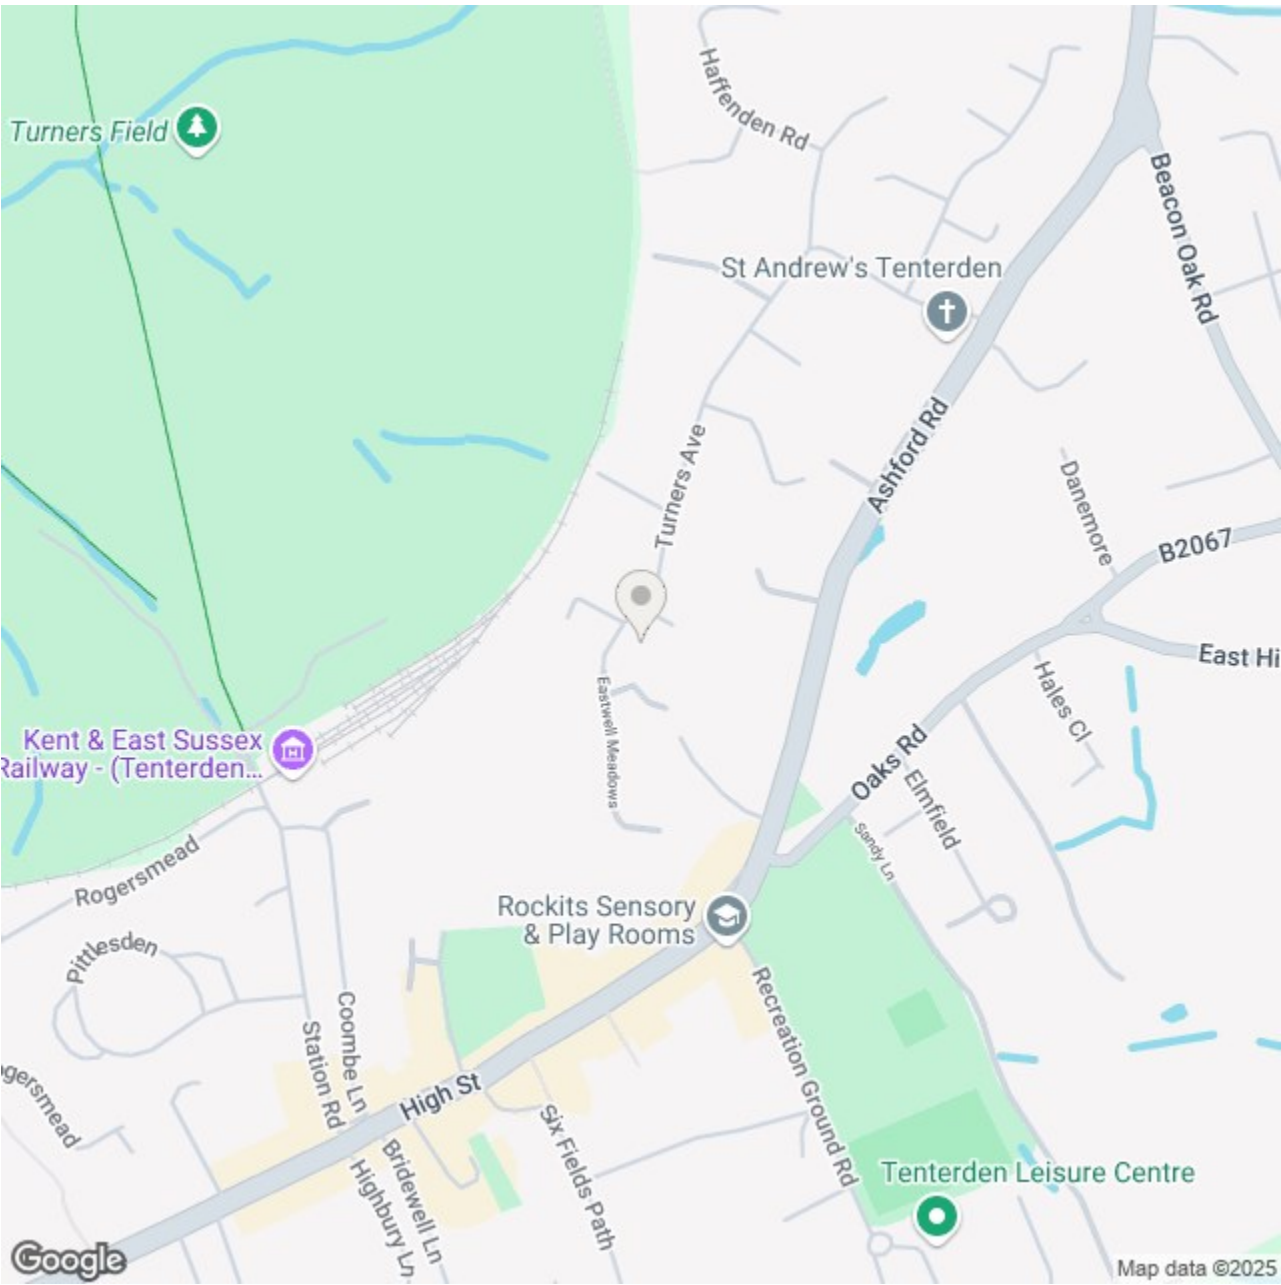 Haffenden Rd
Turners Field
Beacon Oak Rd
St Andrew's Tenterden
Ashford Rd
Turners Ave
Danemore
B2067
East Hi
Hales Cl
Eastwell Meadows
Kent & East Sussex
Railway - (Tenterden...
Oaks Rd
Elmfield
Sandy Ln
Rogersmead
Rockits Sensory
& Play Rooms
Pittlesden
Recreation Ground Rd
Coombe Ln
Station Rd
High St
gersmead
Six Fields Path
Bridewell Ln
Highbury Ln
Tenterden Leisure Centre
Google
Map data ©2025